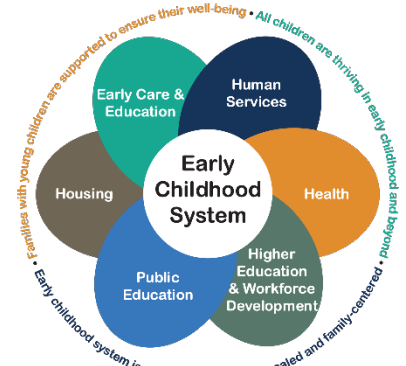 Families with young children are supported to ensure their well-being •
All children are thriving in early childhood and beyond
• Early childhood system is
aled and family-centered •
Early Care &
Education
Human
Services
Housing
Early
Childhood
System
Health
Public
Education
Higher
Education
& Workforce
Development